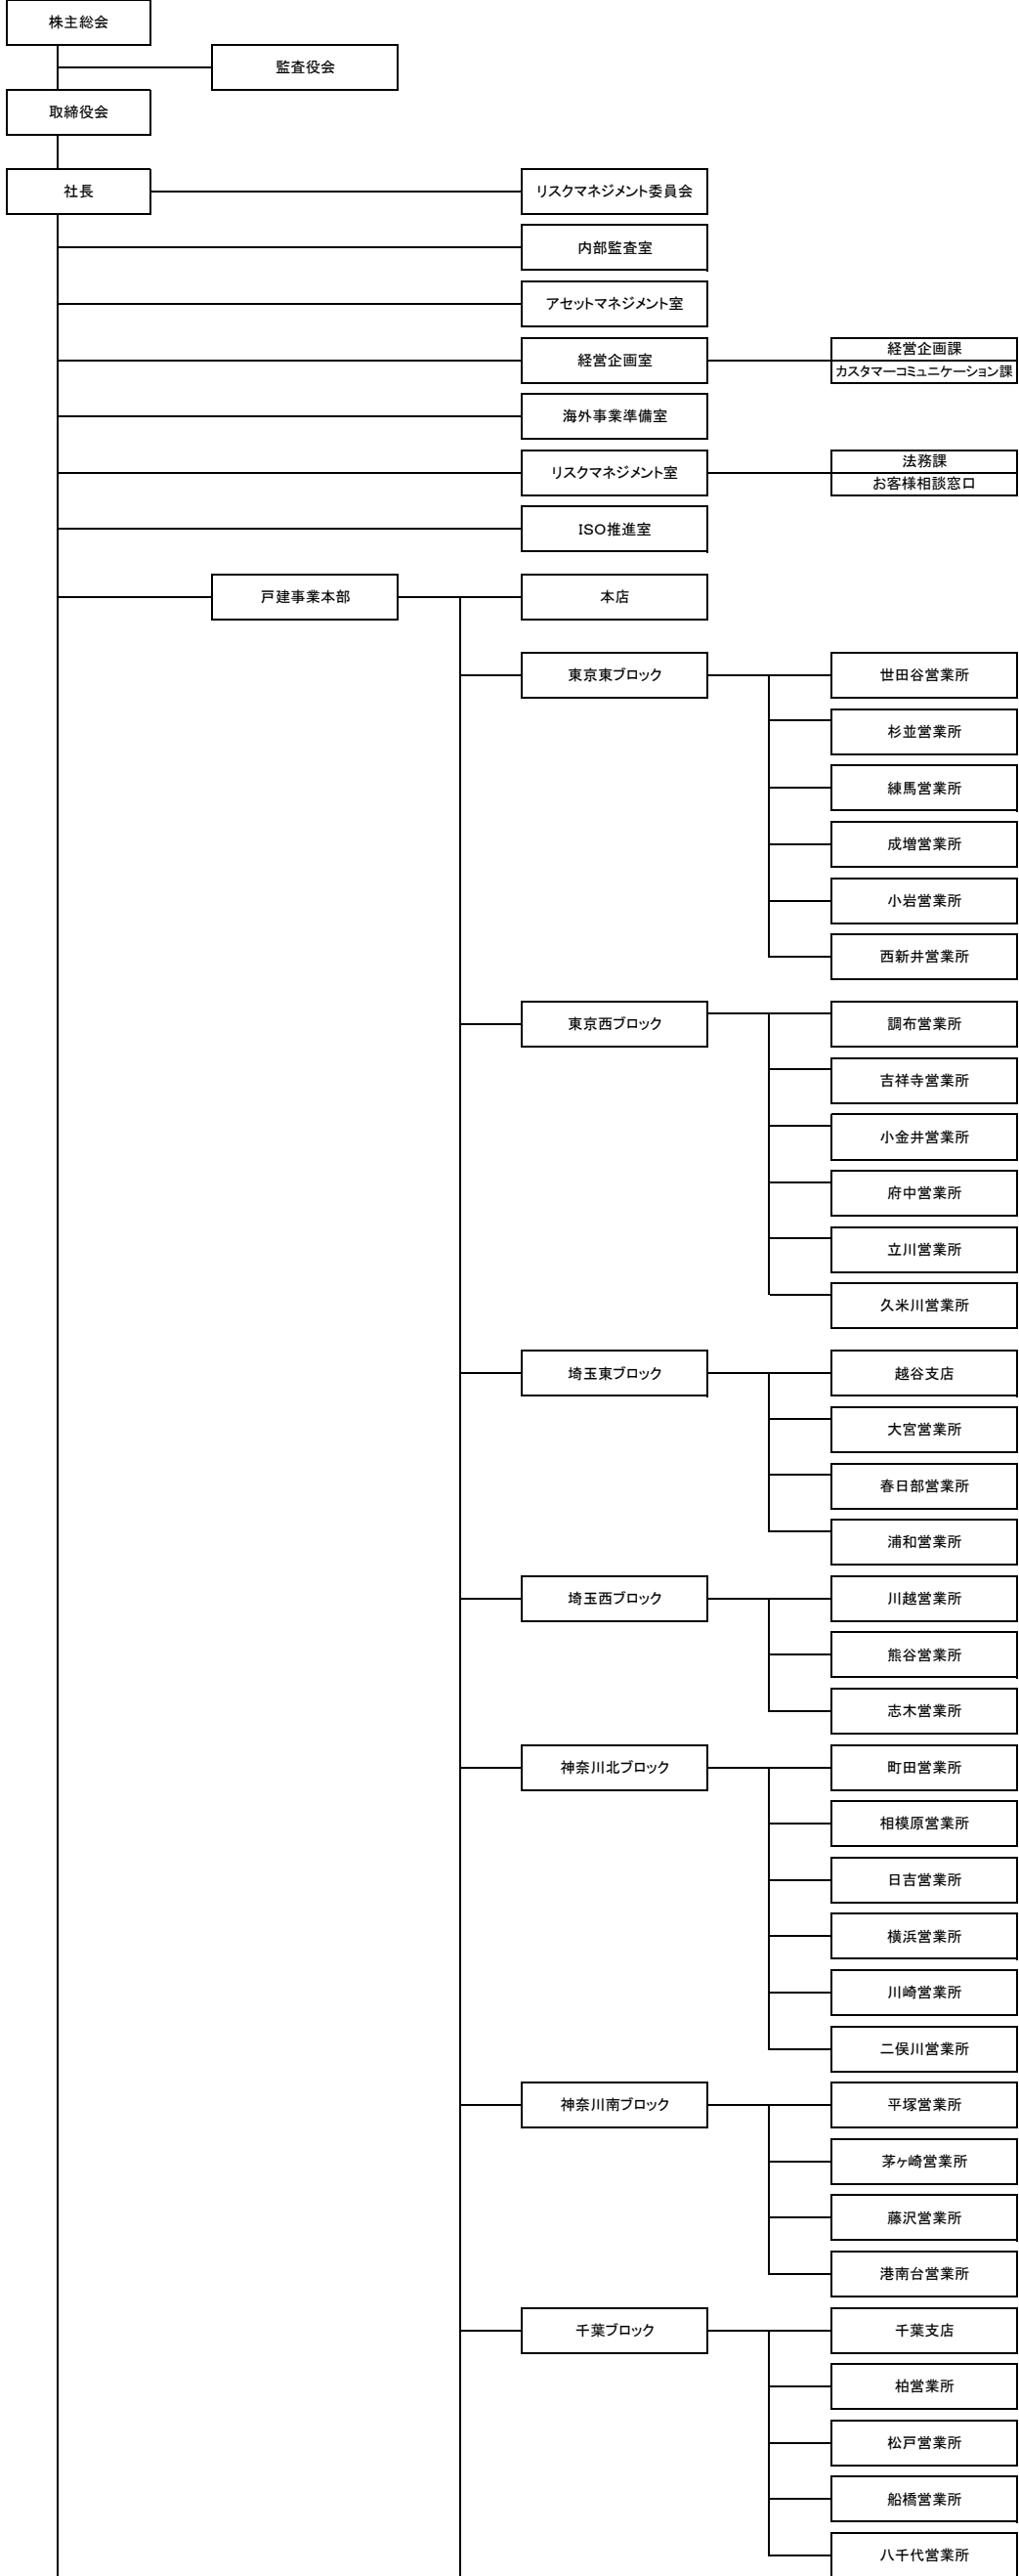 株主総会
監査役会
取締役会
社長
リスクマネジメント委員会
内部監査室
アセットマネジメント室
経営企画室
経営企画課
カスタマーコミュニケーション課
海外事業準備室
リスクマネジメント室
法務課
お客様相談窓口
ISO推進室
戸建事業本部
本店
東京東ブロック
世田谷営業所
杉並営業所
練馬営業所
成増営業所
小岩営業所
西新井営業所
東京西ブロック
調布営業所
吉祥寺営業所
小金井営業所
府中営業所
立川営業所
久米川営業所
埼玉東ブロック
越谷支店
大宮営業所
春日部営業所
浦和営業所
埼玉西ブロック
川越営業所
熊谷営業所
志木営業所
神奈川北ブロック
町田営業所
相模原営業所
日吉営業所
横浜営業所
川崎営業所
二俣川営業所
神奈川南ブロック
平塚営業所
茅ヶ崎営業所
藤沢営業所
港南台営業所
千葉ブロック
千葉支店
柏営業所
松戸営業所
船橋営業所
八千代営業所